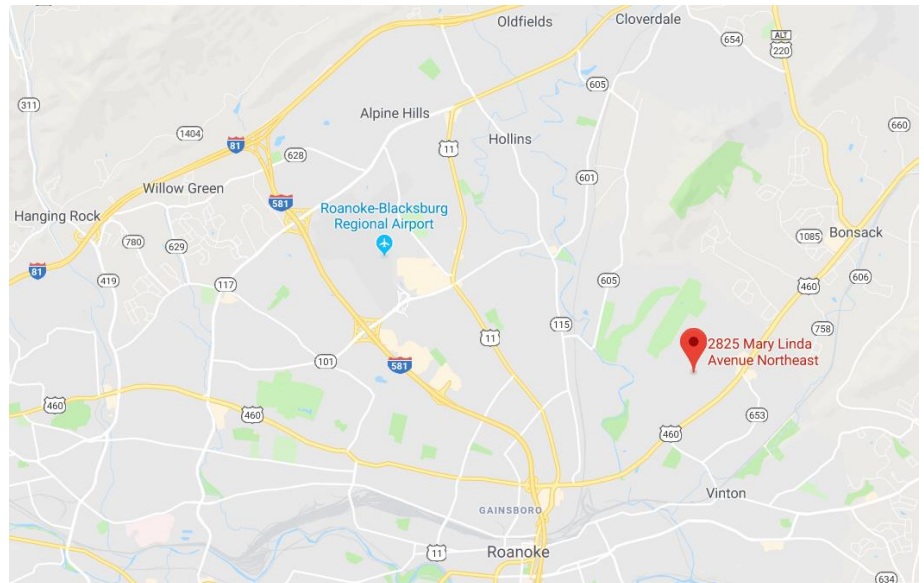 Oldfields
Cloverdale
ALT
220
654
605
311
660
Alpine Hills
1404
81
11
Hollins
628
601
Willow Green
581
Roanoke-Blacksburg
Regional Airport
Hanging Rock
1085
Bonsack
780
629
81
419
117
605
460
606
115
758
11
2825 Mary Linda
Avenue Northeast
101
581
460
460
653
460
Vinton
GAINSBORO
11
Roanoke
634